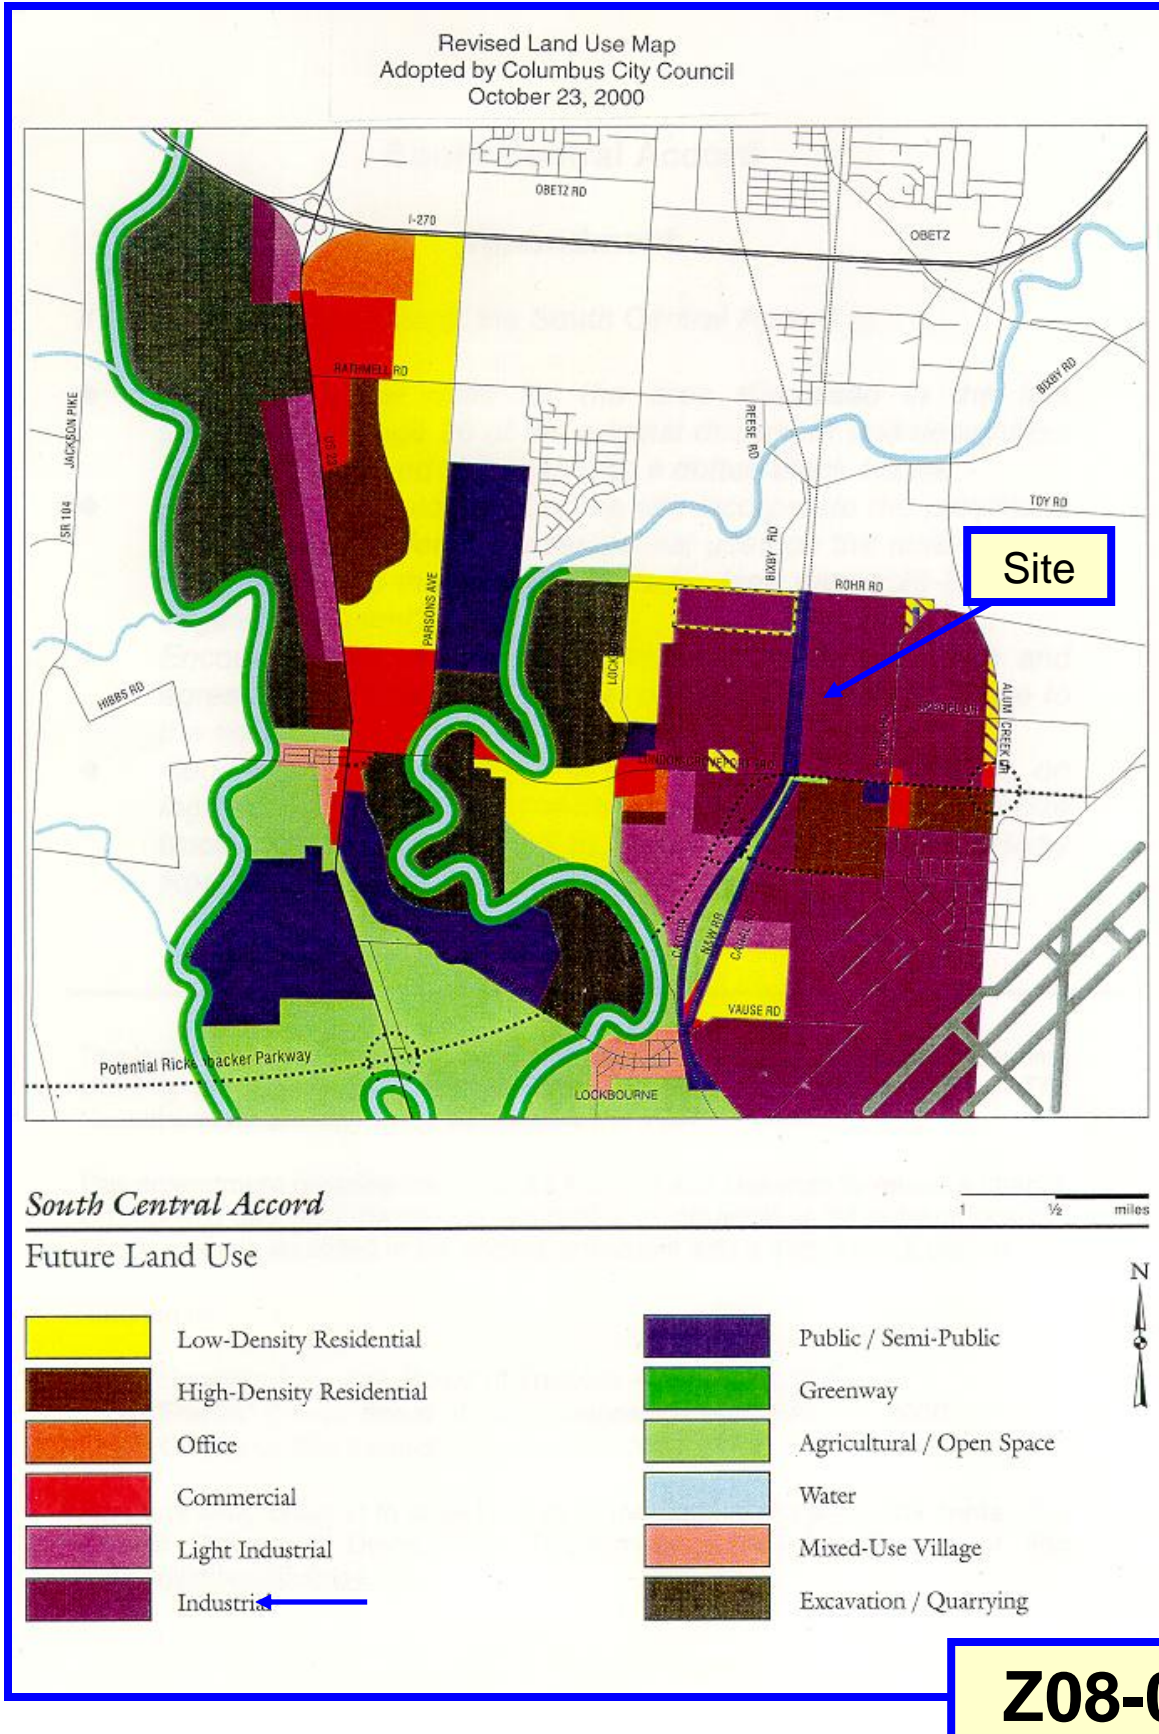 Revised Land Use Map
Adopted by Columbus City Council
October 23, 2000
OBETZ RD
I-270
OBETZ
RATHMELL RD
BIXBY RD
JACKSON PIKE
REESE RD
SR 104
TOY RD
BIXBY RD
Site
ROHR RD
PARSONS AVE
HIBBS RD
ALUM CREEK DR
VAUSE RD
N&W RR
Potential Rickenbacker Parkway
LOCKBOURNE
South Central Accord
1 ½ miles
Future Land Use
N
Low-Density Residential
High-Density Residential
Office
Commercial
Light Industrial
Industrial
Public / Semi-Public
Greenway
Agricultural / Open Space
Water
Mixed-Use Village
Excavation / Quarrying
Z08-0